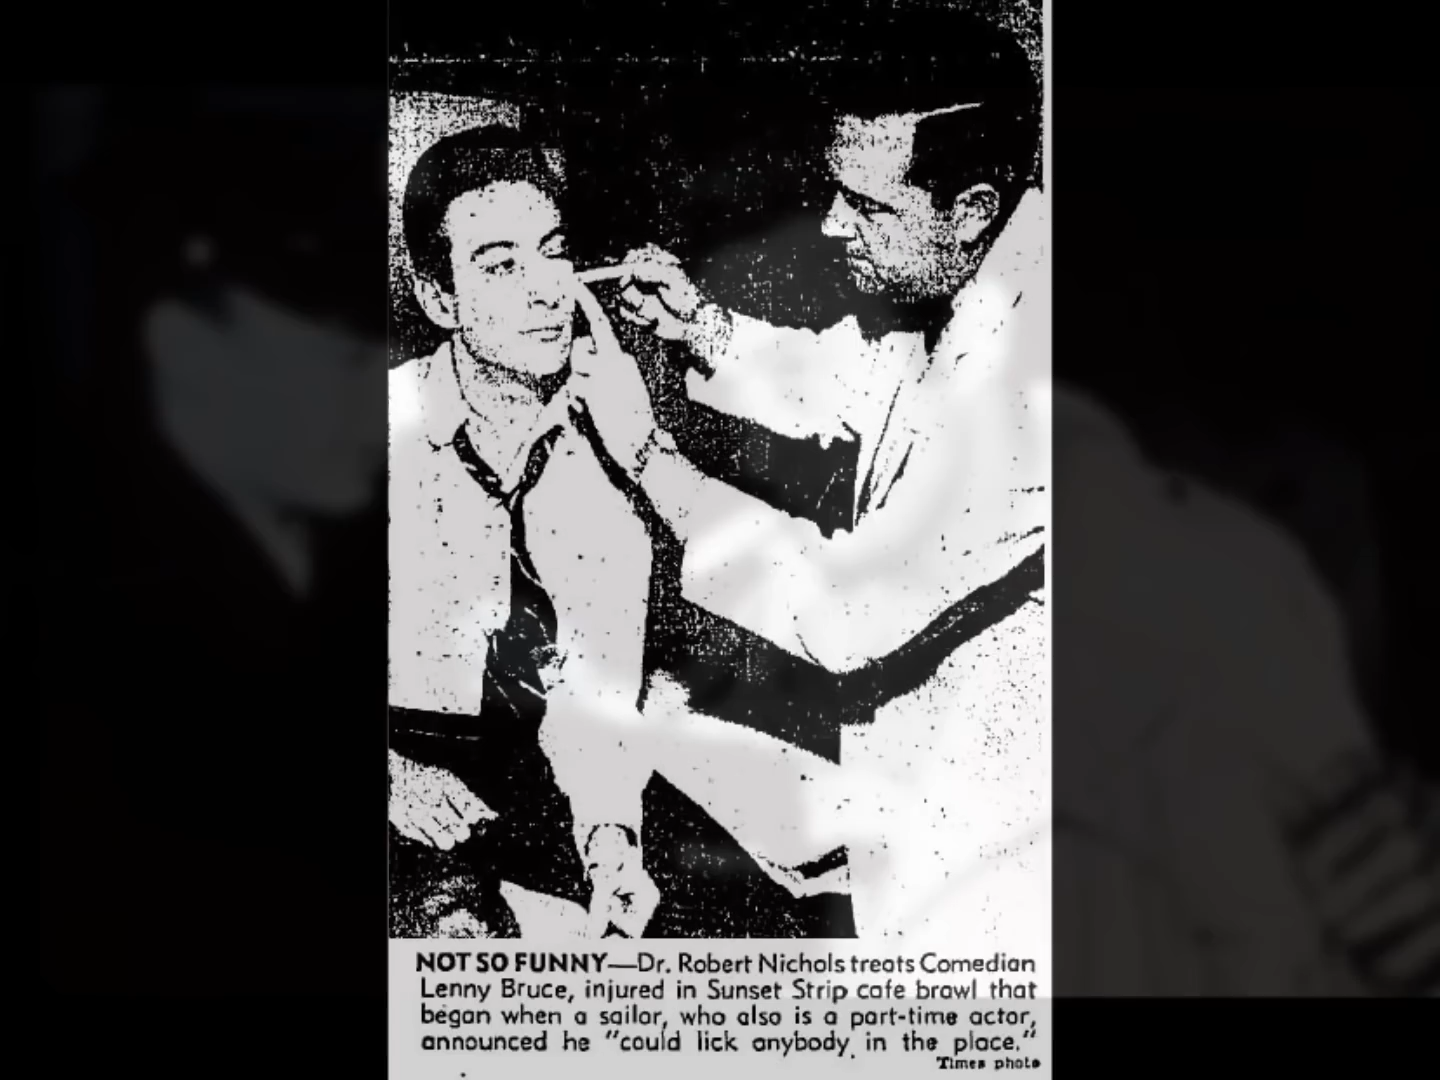 NOT SO FUNNY—Dr. Robert Nichols treats Comedian
Lenny Bruce, injured in Sunset Strip cafe brawl that
began when a sailor, who also is a part-time actor,
announced he "could lick anybody in the place."
Times photo